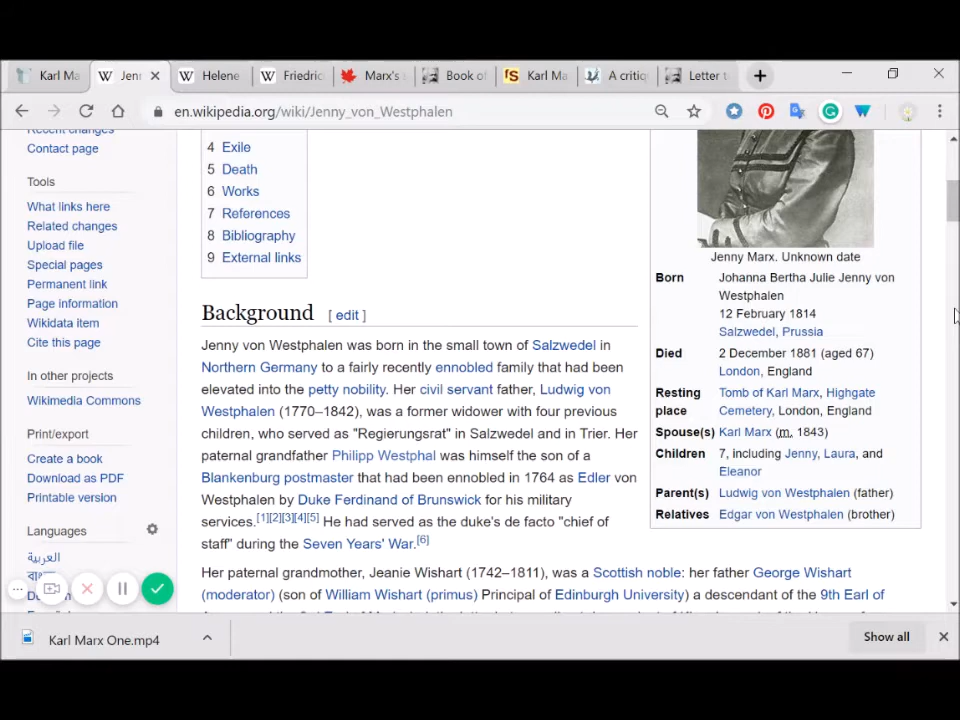 Karl Ma
Jenn
Helene
Friedric
Marx's
Book of
Karl Ma
A critiq
Letter t
en.wikipedia.org/wiki/Jenny_von_Westphalen
Recent changes
Contact page
Tools
What links here
Related changes
Upload file
Special pages
Permanent link
Page information
Wikidata item
Cite this page
In other projects
Wikimedia Commons
Print/export
Create a book
Download as PDF
Printable version
Languages
العربية
4 Exile
5 Death
6 Works
7 References
8 Bibliography
9 External links
Background [ edit ]
Jenny von Westphalen was born in the small town of Salzwedel in
Northern Germany to a fairly recently ennobled family that had been
elevated into the petty nobility. Her civil servant father, Ludwig von
Westphalen (1770–1842), was a former widower with four previous
children, who served as "Regierungsrat" in Salzwedel and in Trier. Her
paternal grandfather Philipp Westphal was himself the son of a
Blankenburg postmaster that had been ennobled in 1764 as Edler von
Westphalen by Duke Ferdinand of Brunswick for his military
services.[1][2][3][4][5] He had served as the duke's de facto "chief of
staff" during the Seven Years' War.[6]
Her paternal grandmother, Jeanie Wishart (1742–1811), was a Scottish noble: her father George Wishart
(moderator) (son of William Wishart (primus) Principal of Edinburgh University) a descendant of the 9th Earl of
Jenny Marx. Unknown date
Born Johanna Bertha Julie Jenny von
Westphalen
12 February 1814
Salzwedel, Prussia
Died 2 December 1881 (aged 67)
London, England
Resting Tomb of Karl Marx, Highgate
place Cemetery, London, England
Spouse(s) Karl Marx (m. 1843)
Children 7, including Jenny, Laura, and
Eleanor
Parent(s) Ludwig von Westphalen (father)
Relatives Edgar von Westphalen (brother)
Karl Marx One.mp4
Show all